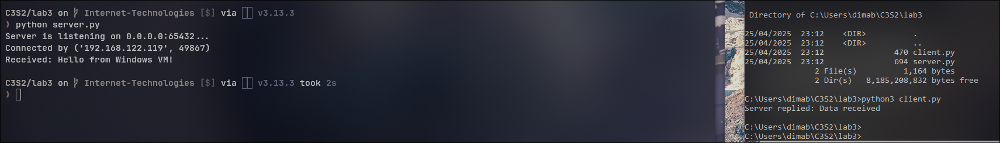 C3S2/lab3 on Internet-Technologies [$] via v3.13.3
❯ python server.py
Server is listening on 0.0.0.0:65432...
Connected by ('192.168.122.119', 49867)
Received: Hello from Windows VM!
C3S2/lab3 on Internet-Technologies [$] via v3.13.3 took 2s
❯
Directory of C:\Users\dimab\C3S2\lab3
25/04/2025  23:12    <DIR>          .
25/04/2025  23:12    <DIR>          ..
25/04/2025  23:12               470 client.py
25/04/2025  23:12               694 server.py
2 File(s)          1,164 bytes
2 Dir(s)   8,185,208,832 bytes free
C:\Users\dimab\C3S2\lab3>python3 client.py
Server replied: Data received
C:\Users\dimab\C3S2\lab3>
C:\Users\dimab\C3S2\lab3>